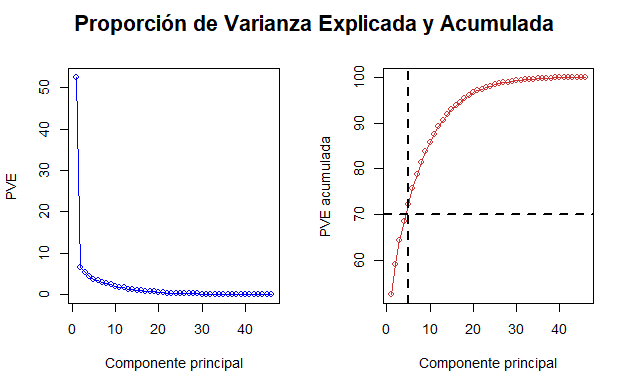 Proporción de Varianza Explicada y Acumulada
PVE
50
40
30
20
10
0
0 10 20 30 40
Componente principal
PVE acumulada
100
90
80
70
60
0 10 20 30 40
Componente principal